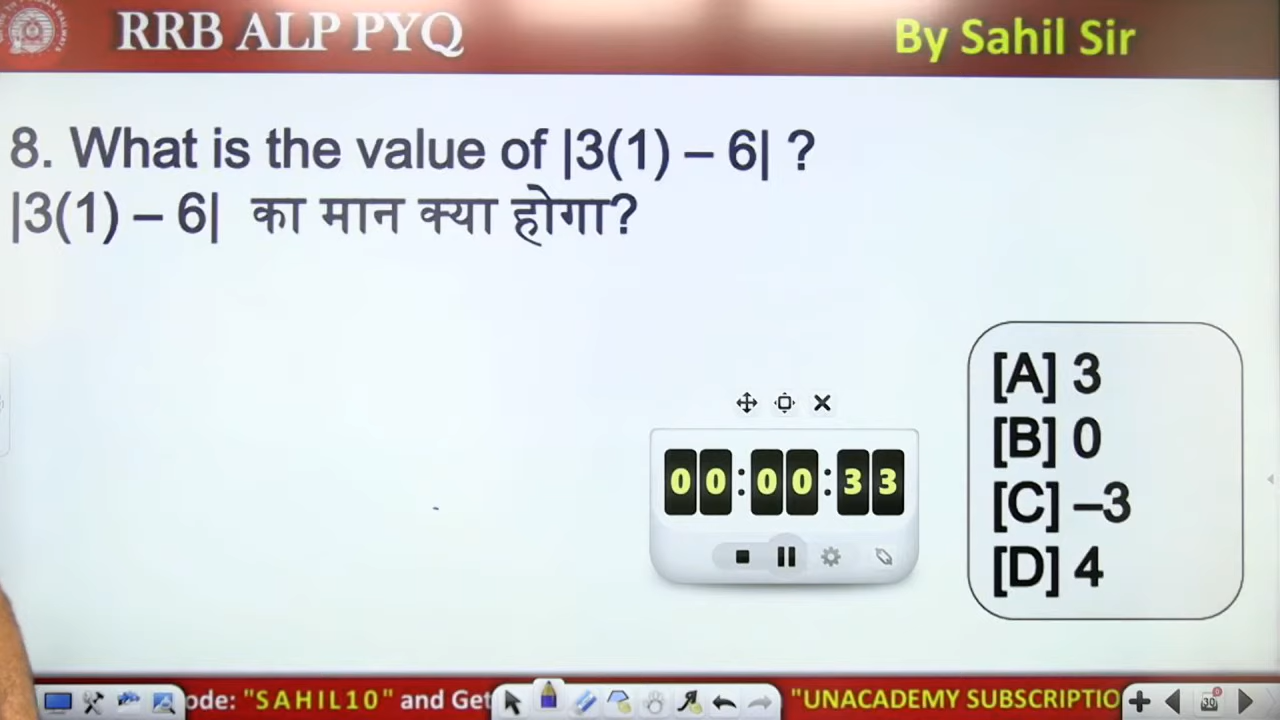 RRB ALP PYQ
By Sahil Sir
8. What is the value of |3(1) – 6| ?
|3(1) – 6| का मान क्या होगा?
[A] 3
[B] 0
[C] –3
[D] 4
00:00:33
ode: "SAHIL10" and Get
"UNACADEMY SUBSCRIPTIO
30